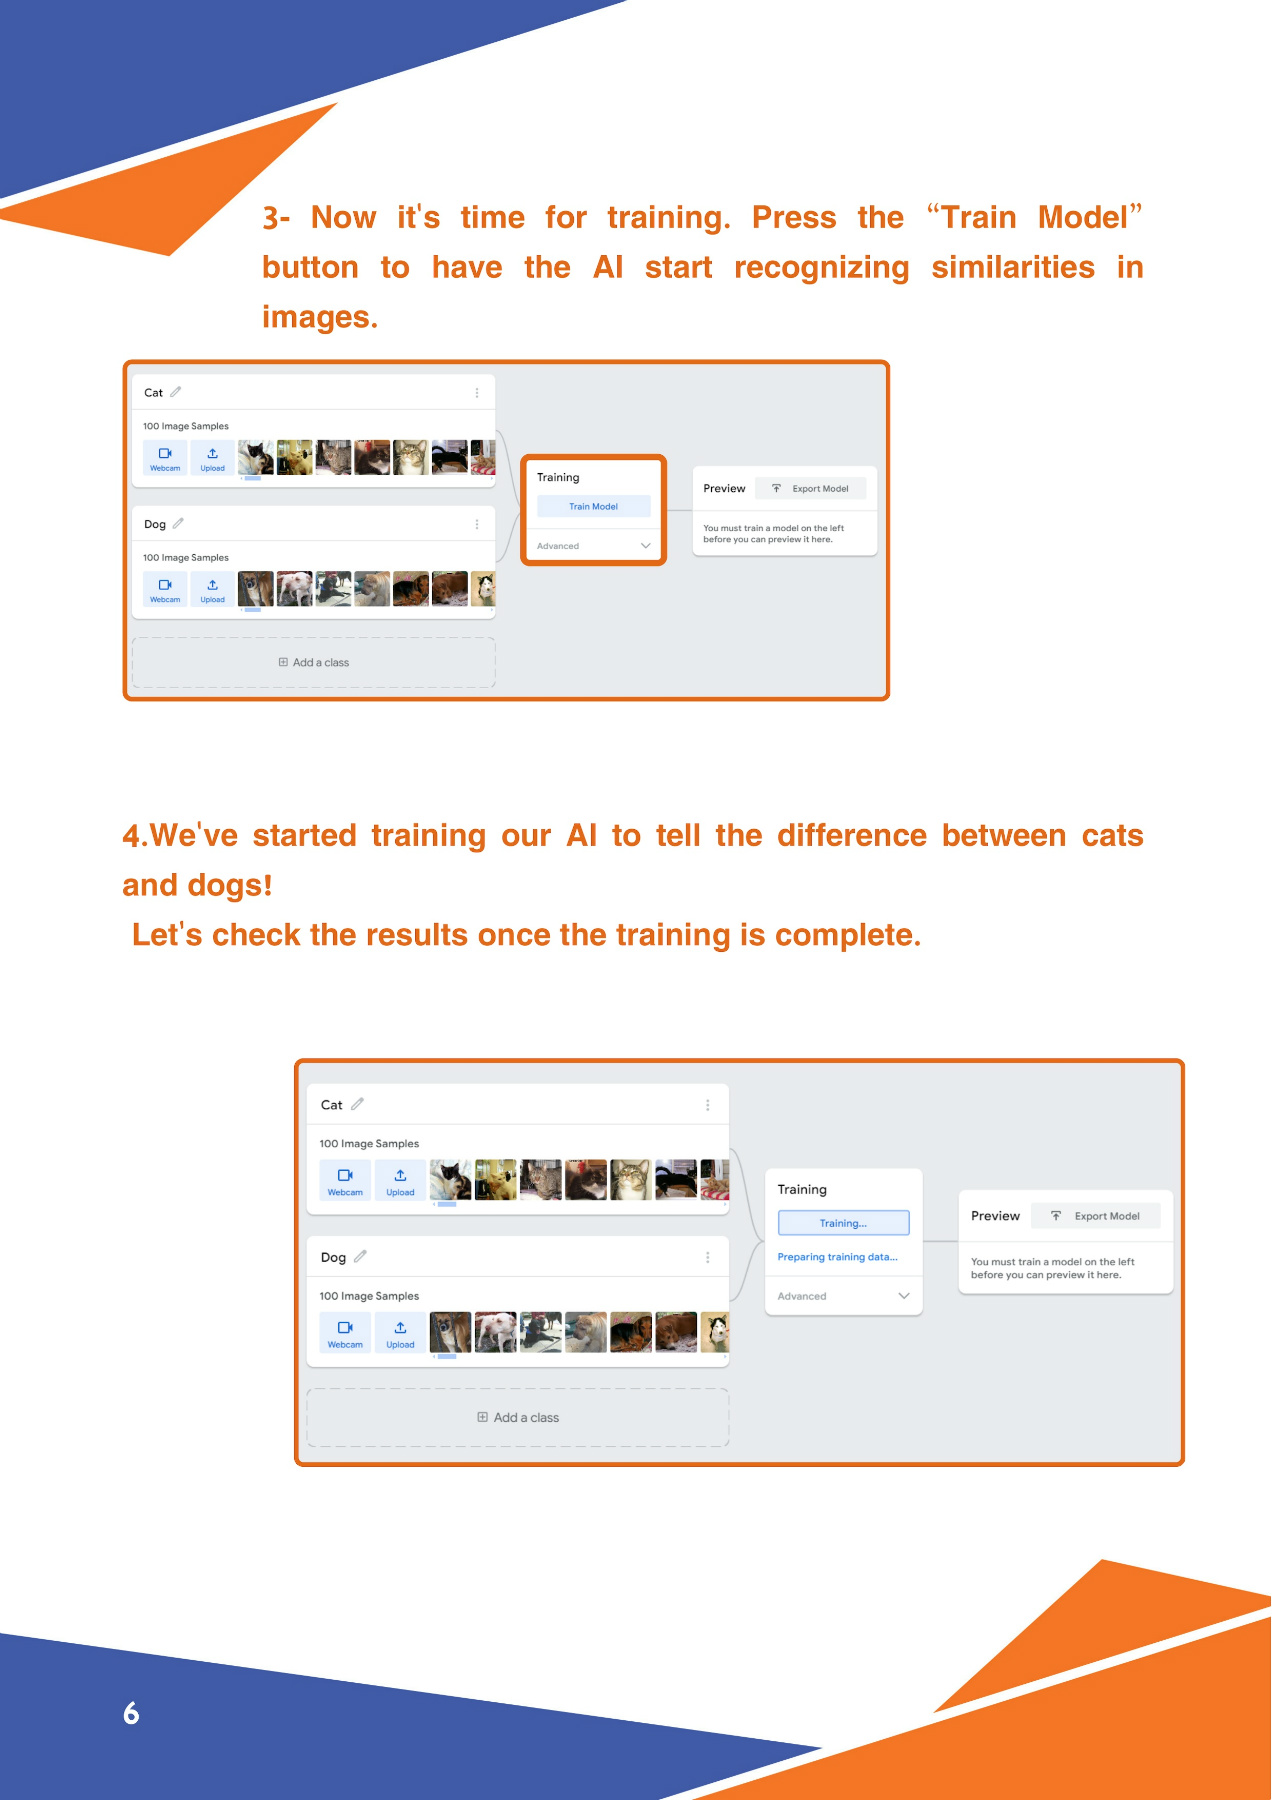 3- Now it's time for training. Press the “Train Model”
button to have the AI start recognizing similarities in
images.
Cat
100 Image Samples
Webcam
Upload
Dog
100 Image Samples
Webcam
Upload
Add a class
Training
Train Model
Advanced
Preview
Export Model
You must train a model on the left
before you can preview it here.
4.We've started training our AI to tell the difference between cats
and dogs!
Let's check the results once the training is complete.
Cat
100 Image Samples
Webcam
Upload
Dog
100 Image Samples
Webcam
Upload
Add a class
Training
Training...
Preparing training data...
Advanced
Preview
Export Model
You must train a model on the left
before you can preview it here.
6